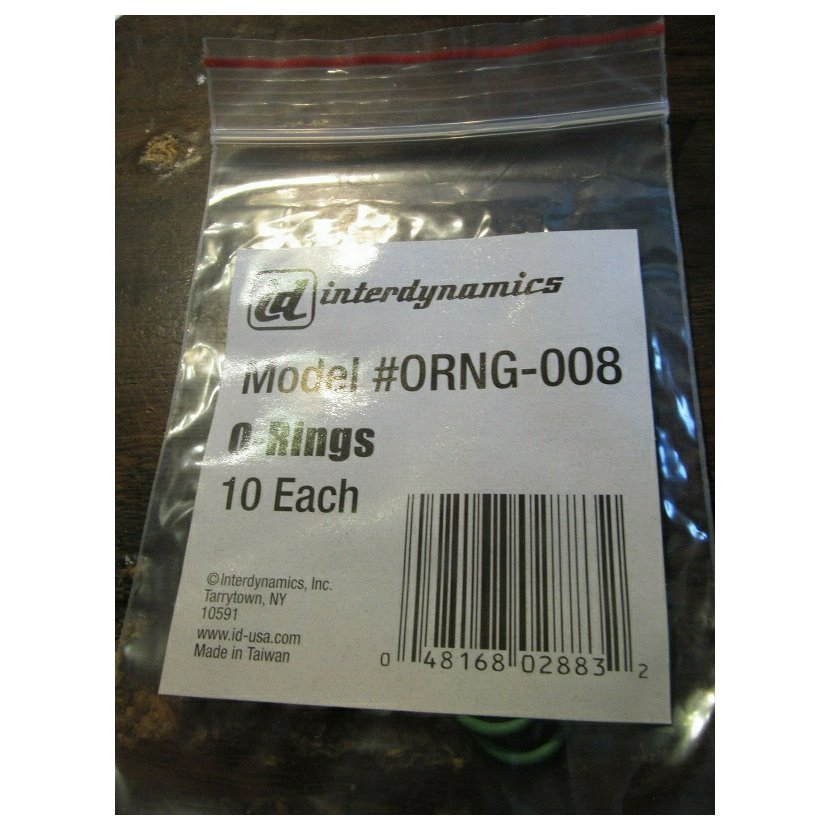 id interdynamics
Model #ORNG-008
O-Rings
10 Each
©Interdynamics, Inc.
Tarrytown, NY
10591
www.id-usa.com
Made in Taiwan
0 48168 02883 2